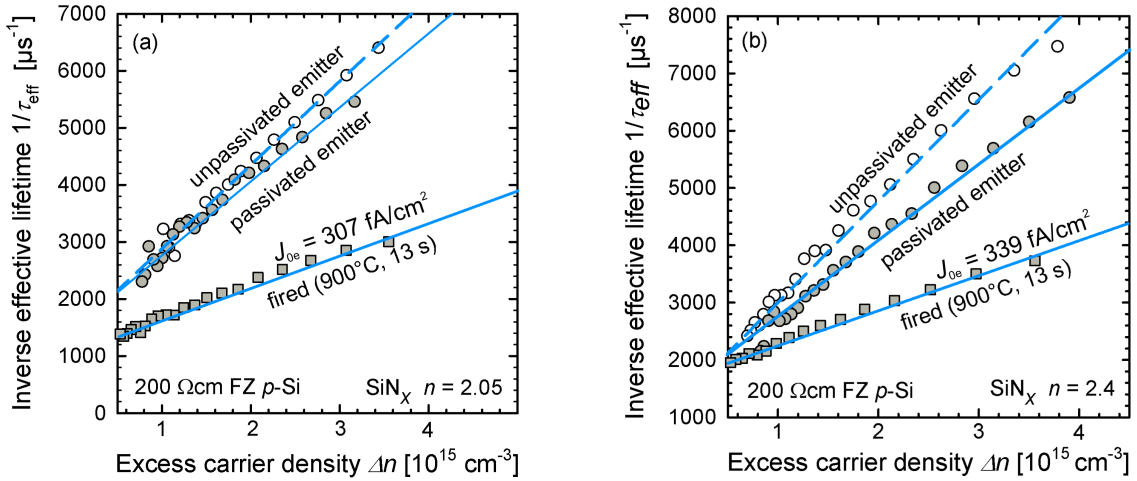 (a)
Inverse effective lifetime 1/τeff [µs-1]
7000
6000
5000
4000
3000
2000
1000
0
unpassivated emitter
passivated emitter
J0e = 307 fA/cm2
fired (900°C, 13 s)
200 Ωcm FZ p-Si SiNX n = 2.05
1 2 3 4
Excess carrier density Δn [1015 cm-3]
(b)
Inverse effective lifetime 1/τeff [µs-1]
8000
7000
6000
5000
4000
3000
2000
1000
unpassivated emitter
passivated emitter
J0e = 339 fA/cm2
fired (900°C, 13 s)
200 Ωcm FZ p-Si SiNX n = 2.4
1 2 3 4
Excess carrier density Δn [1015 cm-3]